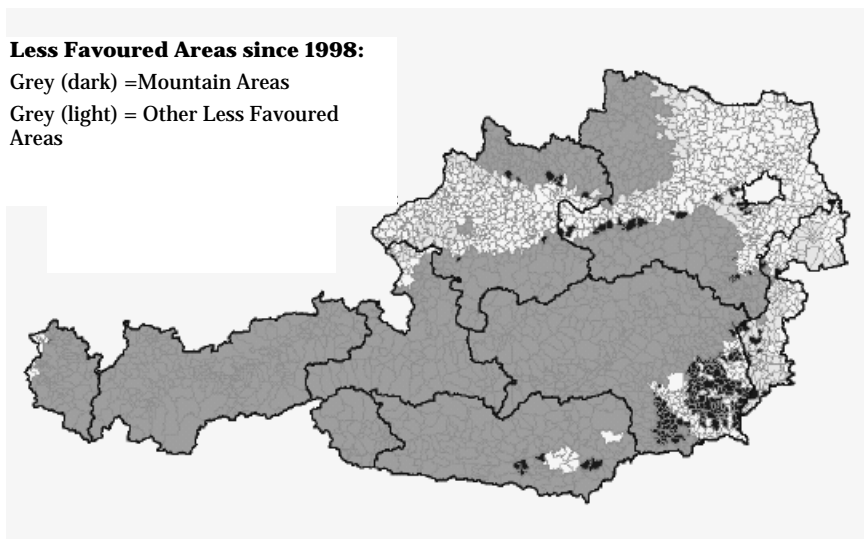 Less Favoured Areas since 1998:
Grey (dark) =Mountain Areas
Grey (light) = Other Less Favoured
Areas